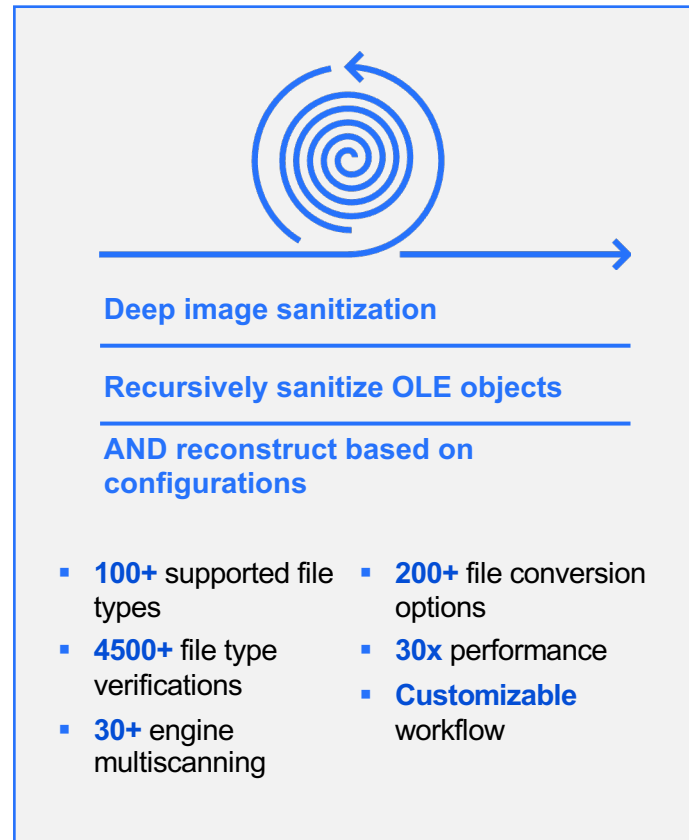 Deep image sanitization
Recursively sanitize OLE objects
AND reconstruct based on
configurations
▪ 100+ supported file
types
▪ 4500+ file type
verifications
▪ 30+ engine
multiscanning
▪ 200+ file conversion
options
▪ 30x performance
▪ Customizable
workflow